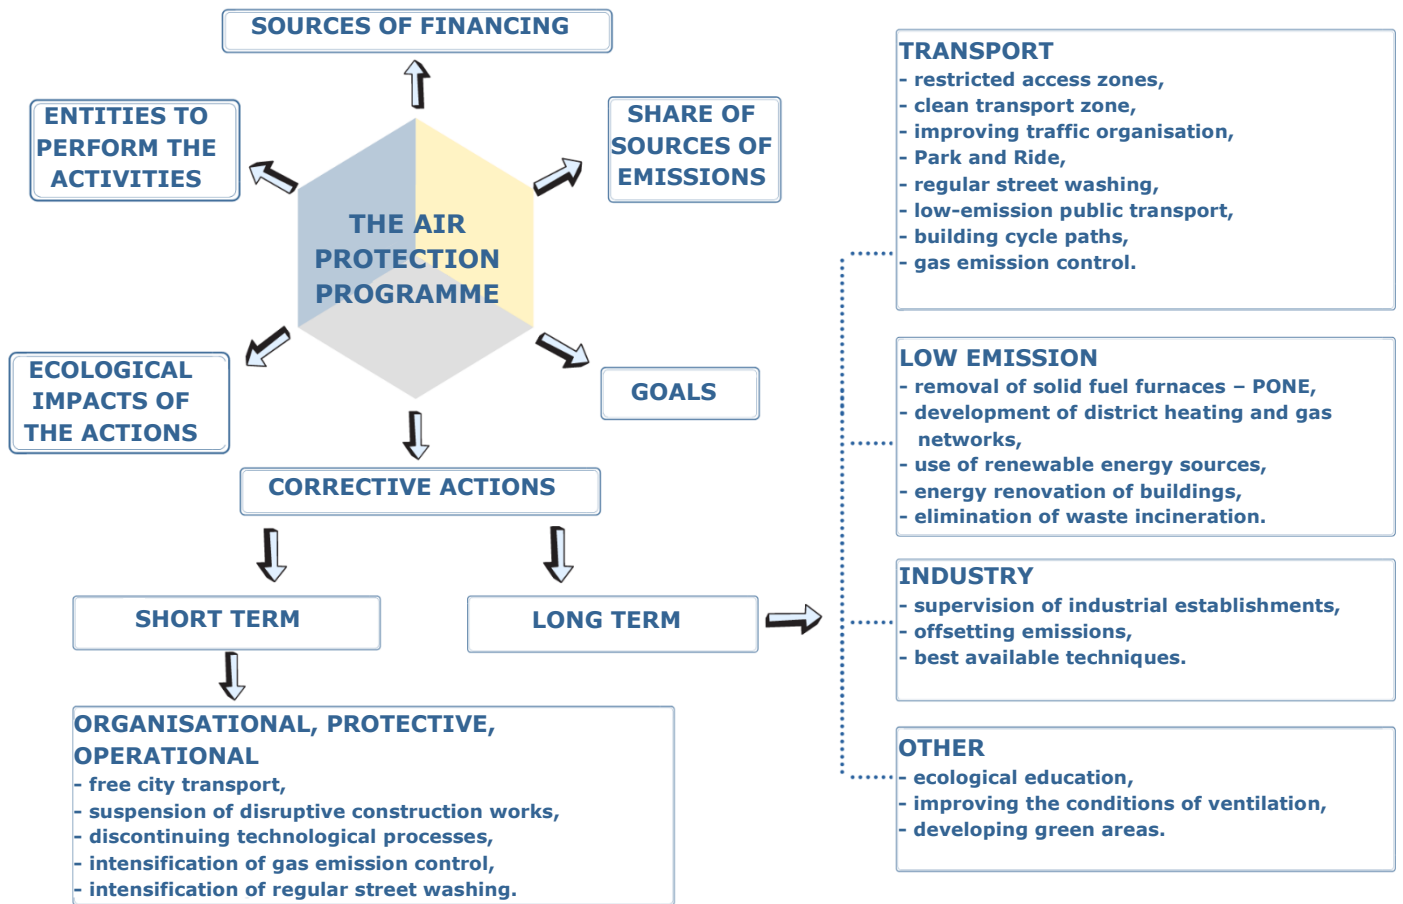 SOURCES OF FINANCING
ENTITIES TO
PERFORM THE
ACTIVITIES
SHARE OF
SOURCES OF
EMISSIONS
THE AIR
PROTECTION
PROGRAMME
ECOLOGICAL
IMPACTS OF
THE ACTIONS
GOALS
CORRECTIVE ACTIONS
SHORT TERM
LONG TERM
ORGANISATIONAL, PROTECTIVE,
OPERATIONAL
- free city transport,
- suspension of disruptive construction works,
- discontinuing technological processes,
- intensification of gas emission control,
- intensification of regular street washing.
TRANSPORT
- restricted access zones,
- clean transport zone,
- improving traffic organisation,
- Park and Ride,
- regular street washing,
- low-emission public transport,
- building cycle paths,
- gas emission control.
LOW EMISSION
- removal of solid fuel furnaces – PONE,
- development of district heating and gas
networks,
- use of renewable energy sources,
- energy renovation of buildings,
- elimination of waste incineration.
INDUSTRY
- supervision of industrial establishments,
- offsetting emissions,
- best available techniques.
OTHER
- ecological education,
- improving the conditions of ventilation,
- developing green areas.